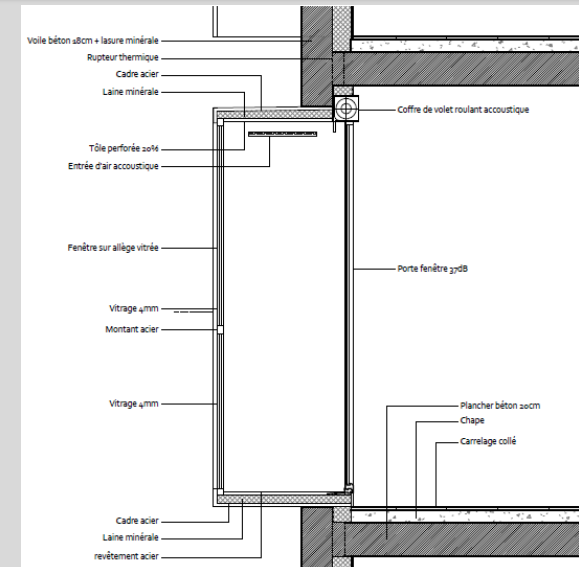 Voile béton 18cm + lasure minérale
Rupteur thermique
Cadre acier
Laine minérale
Coffre de volet roulant accoustique
Tôle perforée 20%
Entrée d'air accoustique
Fenêtre sur allège vitrée
Porte fenêtre 37dB
Vitrage 4mm
Montant acier
Vitrage 4mm
Plancher béton 20cm
Chape
Carrelage collé
Cadre acier
Laine minérale
revêtement acier